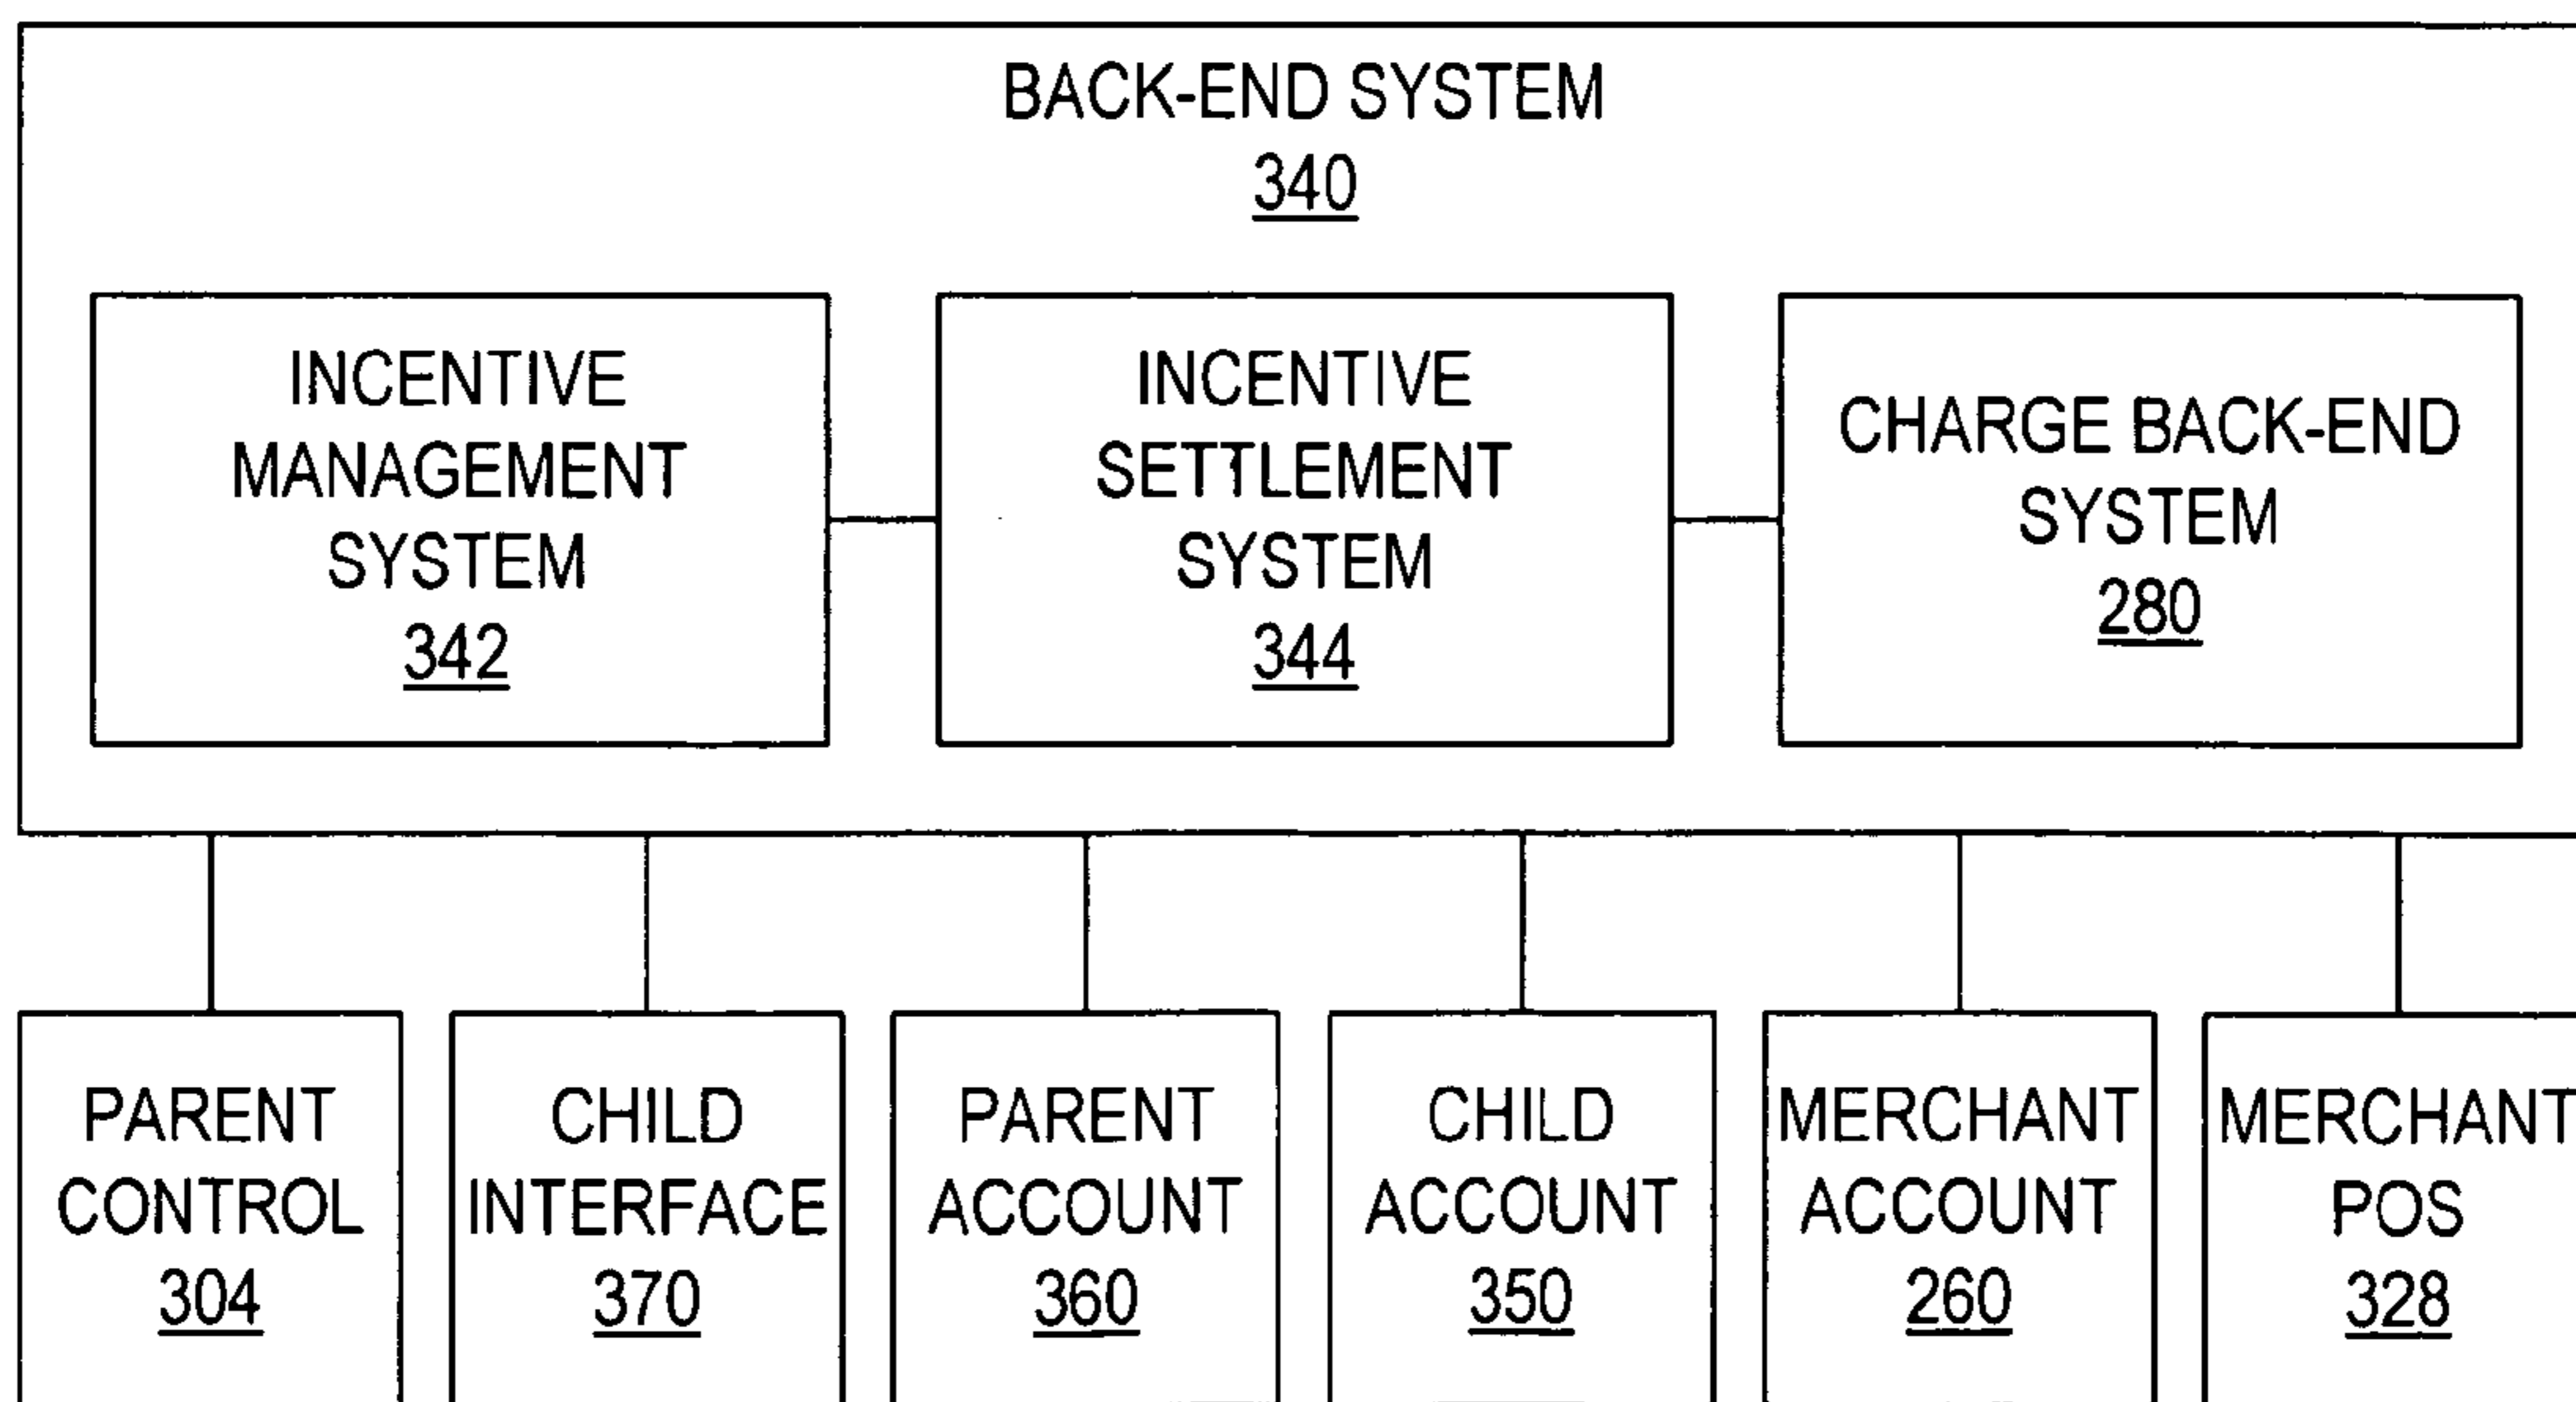 BACK-END SYSTEM
340
INCENTIVE
MANAGEMENT
SYSTEM
342
INCENTIVE
SETTLEMENT
SYSTEM
344
CHARGE BACK-END
SYSTEM
280
PARENT
CONTROL
304
CHILD
INTERFACE
370
PARENT
ACCOUNT
360
CHILD
ACCOUNT
350
MERCHANT
ACCOUNT
260
MERCHANT
POS
328